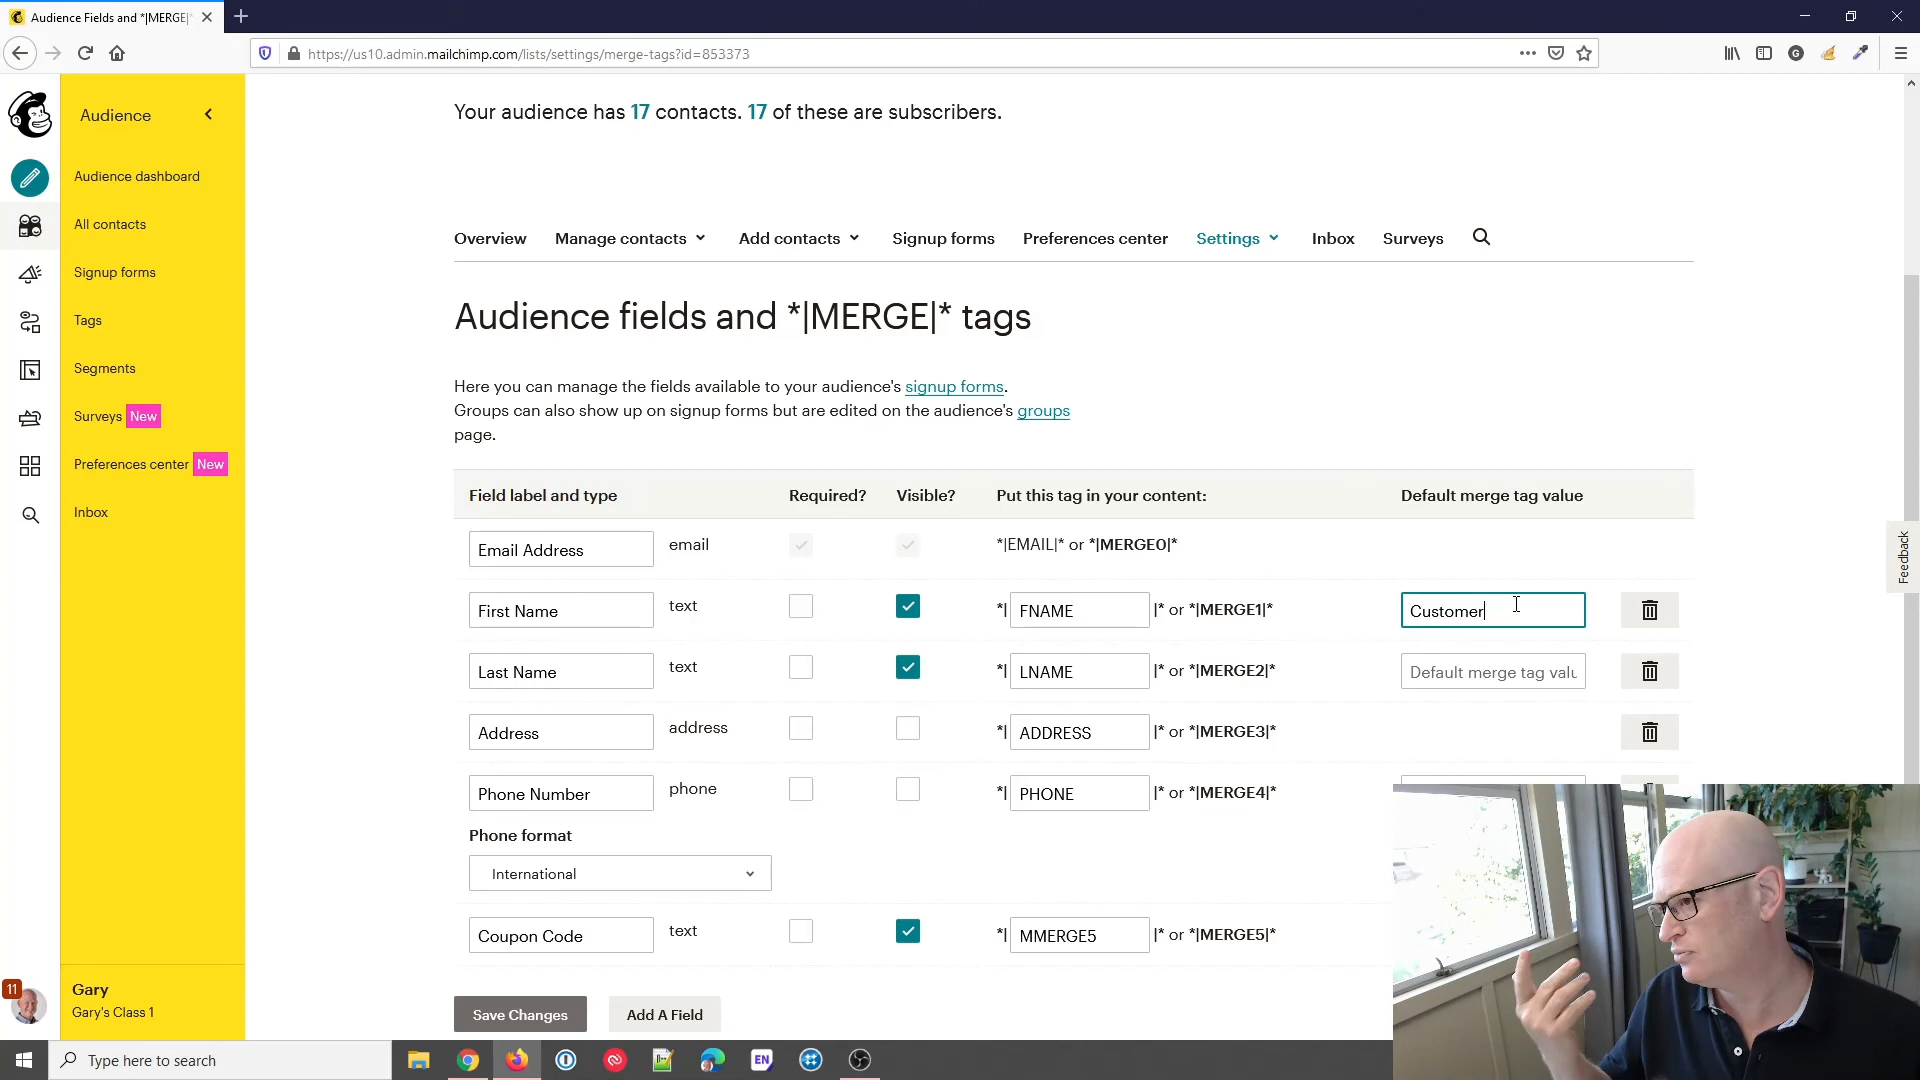 Audience Fields and *|MERGE|*
https://us10.admin.mailchimp.com/lists/settings/merge-tags?id=853373
Audience
Audience dashboard
All contacts
Signup forms
Tags
Segments
Surveys New
Preferences center New
Inbox
11
Gary
Gary's Class 1
Your audience has 17 contacts. 17 of these are subscribers.
Overview Manage contacts Add contacts Signup forms Preferences center Settings Inbox Surveys
Audience fields and *|MERGE|* tags
Here you can manage the fields available to your audience's signup forms.
Groups can also show up on signup forms but are edited on the audience's groups
page.
Field label and type Required? Visible? Put this tag in your content: Default merge tag value
Email Address email *|EMAIL|* or *|MERGE0|*
First Name text *| FNAME |* or *|MERGE1|* Customer
Last Name text *| LNAME |* or *|MERGE2|* Default merge tag valu
Address address *| ADDRESS |* or *|MERGE3|*
Phone Number phone *| PHONE |* or *|MERGE4|*
Phone format
International
Coupon Code text *| MMERGE5 |* or *|MERGE5|*
Save Changes Add A Field
Feedback
Type here to search
EN